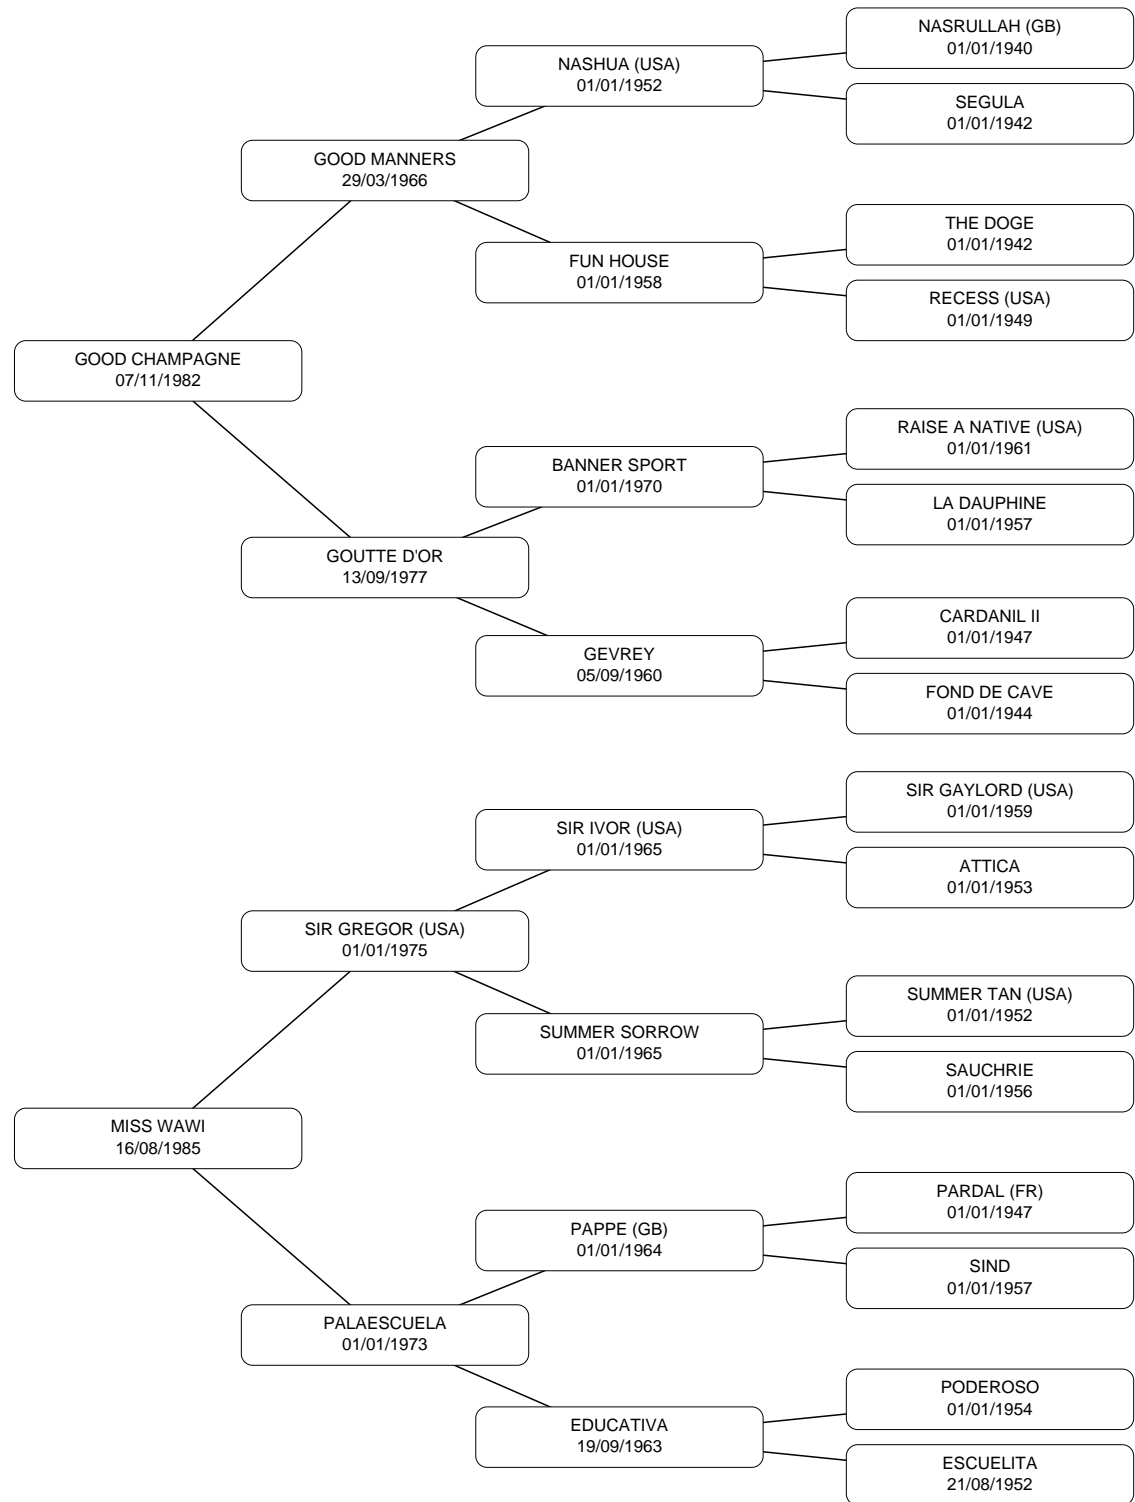 NASRULLAH (GB)
01/01/1940
NASHUA (USA)
01/01/1952
SEGULA
01/01/1942
GOOD MANNERS
29/03/1966
THE DOGE
01/01/1942
FUN HOUSE
01/01/1958
RECESS (USA)
01/01/1949
GOOD CHAMPAGNE
07/11/1982
RAISE A NATIVE (USA)
01/01/1961
BANNER SPORT
01/01/1970
LA DAUPHINE
01/01/1957
GOUTTE D'OR
13/09/1977
CARDANIL II
01/01/1947
GEVREY
05/09/1960
FOND DE CAVE
01/01/1944
SIR GAYLORD (USA)
01/01/1959
SIR IVOR (USA)
01/01/1965
ATTICA
01/01/1953
SIR GREGOR (USA)
01/01/1975
SUMMER TAN (USA)
01/01/1952
SUMMER SORROW
01/01/1965
SAUCHRIE
01/01/1956
MISS WAWI
16/08/1985
PARDAL (FR)
01/01/1947
PAPPE (GB)
01/01/1964
SIND
01/01/1957
PALAESCUELA
01/01/1973
PODEROSO
01/01/1954
EDUCATIVA
19/09/1963
ESCUELITA
21/08/1952